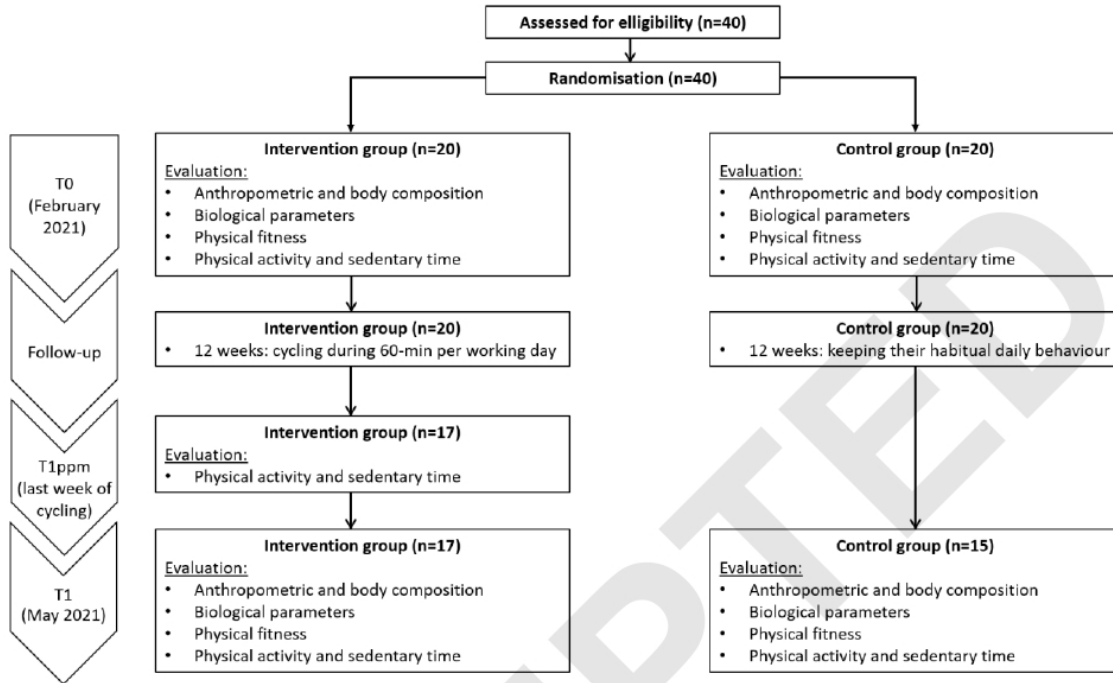 Assessed for elligibility (n=40)
Randomisation (n=40)
T0
(February
2021)
Intervention group (n=20)
Evaluation:
• Anthropometric and body composition
• Biological parameters
• Physical fitness
• Physical activity and sedentary time
Control group (n=20)
Evaluation:
• Anthropometric and body composition
• Biological parameters
• Physical fitness
• Physical activity and sedentary time
Follow-up
Intervention group (n=20)
• 12 weeks: cycling during 60-min per working day
Control group (n=20)
• 12 weeks: keeping their habitual daily behaviour
T1ppm
(last week of
cycling)
Intervention group (n=17)
Evaluation:
• Physical activity and sedentary time
T1
(May 2021)
Intervention group (n=17)
Evaluation:
• Anthropometric and body composition
• Biological parameters
• Physical fitness
• Physical activity and sedentary time
Control group (n=15)
Evaluation:
• Anthropometric and body composition
• Biological parameters
• Physical fitness
• Physical activity and sedentary time
PTED